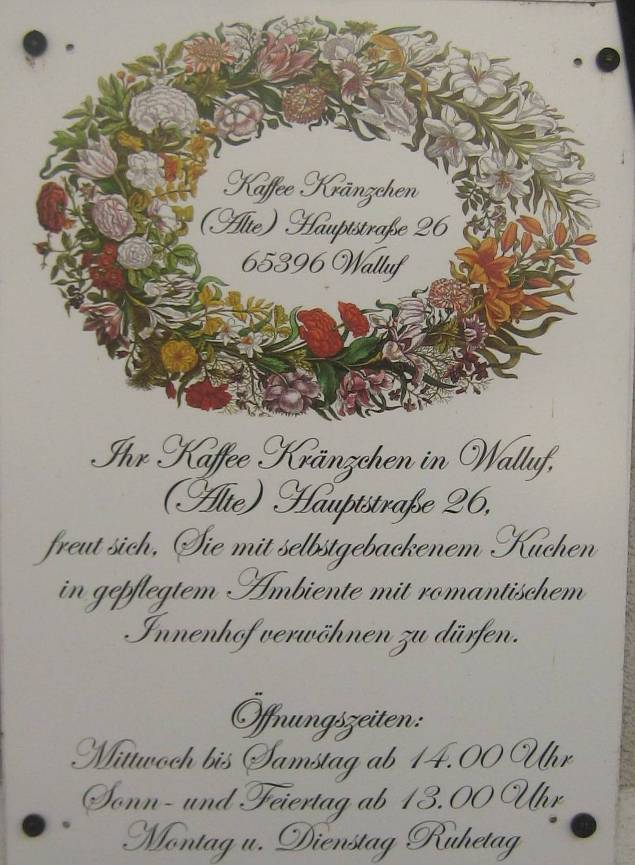 Kaffee Kränzchen
(Alte) Hauptstraße 26
65396 Walluf
Ihr Kaffee Kränzchen in Walluf,
(Alte) Hauptstraße 26,
freut sich, Sie mit selbstgebackenem Kuchen
in gepflegtem Ambiente mit romantischem
Innenhof verwöhnen zu dürfen.
Öffnungszeiten:
Mittwoch bis Samstag ab 14.00 Uhr
Sonn- und Feiertag ab 13.00 Uhr
Montag u. Dienstag Ruhetag